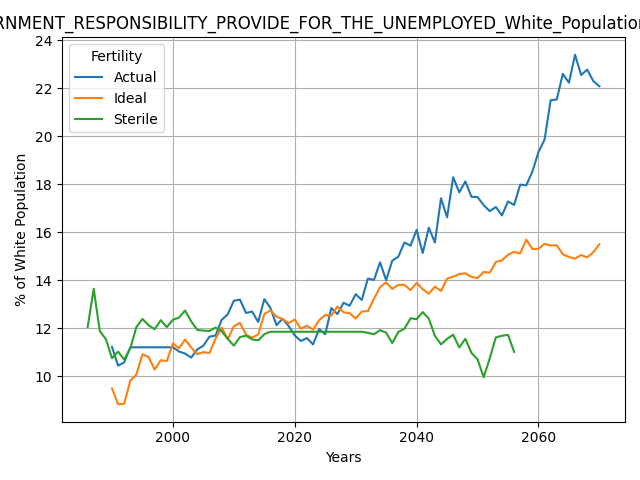 RNMENT_RESPONSIBILITY_PROVIDE_FOR_THE_UNEMPLOYED_White_Population
24
22
20
18
16
14
12
10
% of White Population
Fertility
Actual
Ideal
Sterile
2000 2020 2040 2060
Years